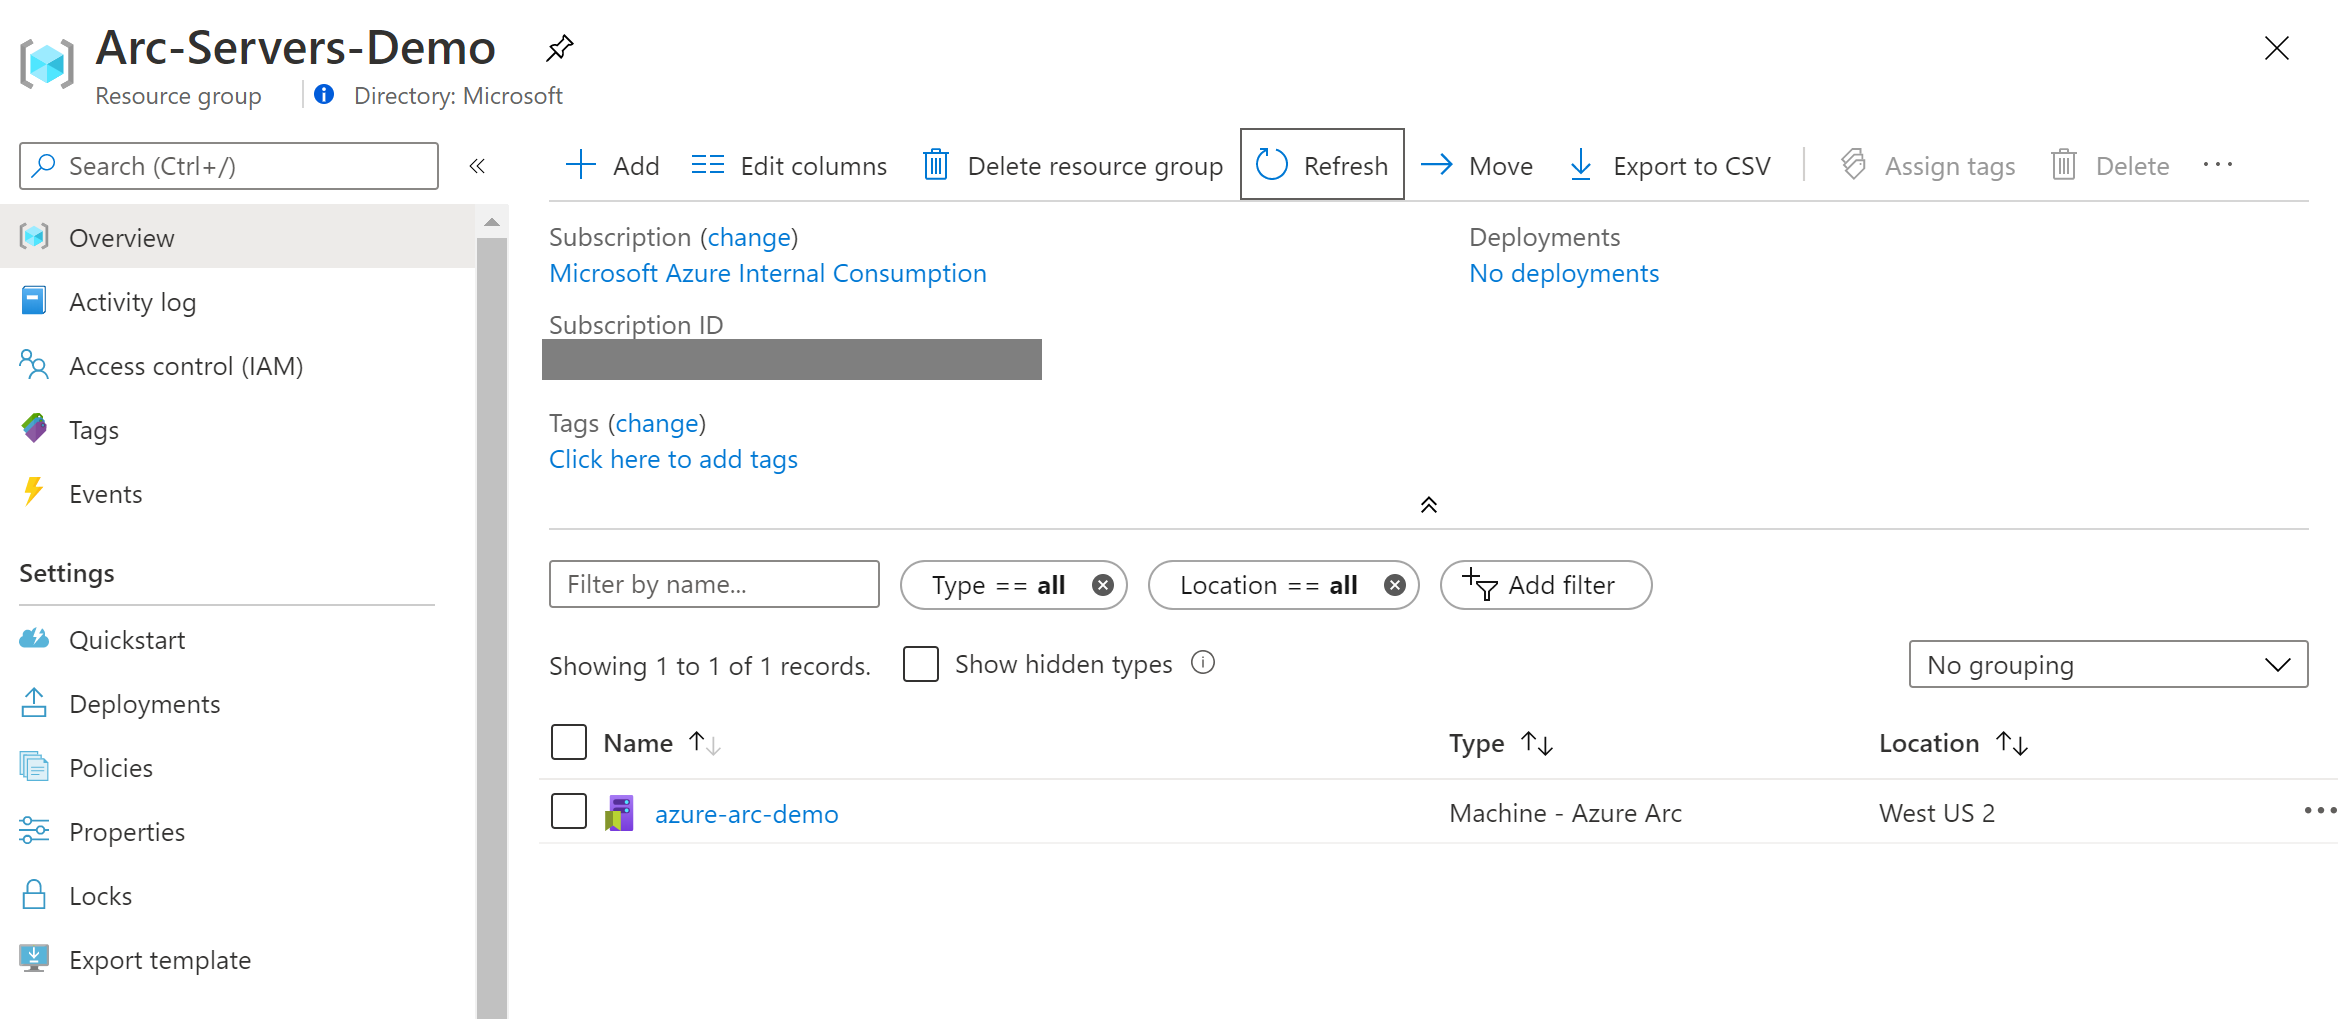 Arc-Servers-Demo
Resource group
Directory: Microsoft
Search (Ctrl+/)
Overview
Activity log
Access control (IAM)
Tags
Events
Settings
Quickstart
Deployments
Policies
Properties
Locks
Export template
Add
Edit columns
Delete resource group
Refresh
Move
Export to CSV
Assign tags
Delete
Subscription (change)
Microsoft Azure Internal Consumption
Deployments
No deployments
Subscription ID
Tags (change)
Click here to add tags
Filter by name...
Type == all
Location == all
Add filter
Showing 1 to 1 of 1 records.
Show hidden types
No grouping
Name
Type
Location
azure-arc-demo
Machine - Azure Arc
West US 2